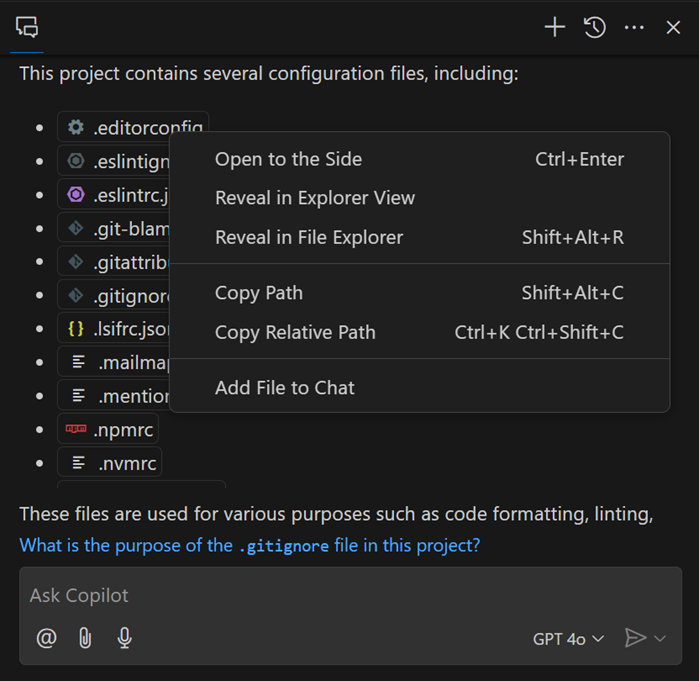 This project contains several configuration files, including:
.editorconfig
.eslintign
.eslintrc.j
.git-blam
.gitattrib
.gitignor
.lsifrc.json
.mailmap
.mention
npm .npmrc
.nvmrc
Open to the Side Ctrl+Enter
Reveal in Explorer View
Reveal in File Explorer Shift+Alt+R
Copy Path Shift+Alt+C
Copy Relative Path Ctrl+K Ctrl+Shift+C
Add File to Chat
These files are used for various purposes such as code formatting, linting,
What is the purpose of the .gitignore file in this project?
Ask Copilot
@ GPT 4o